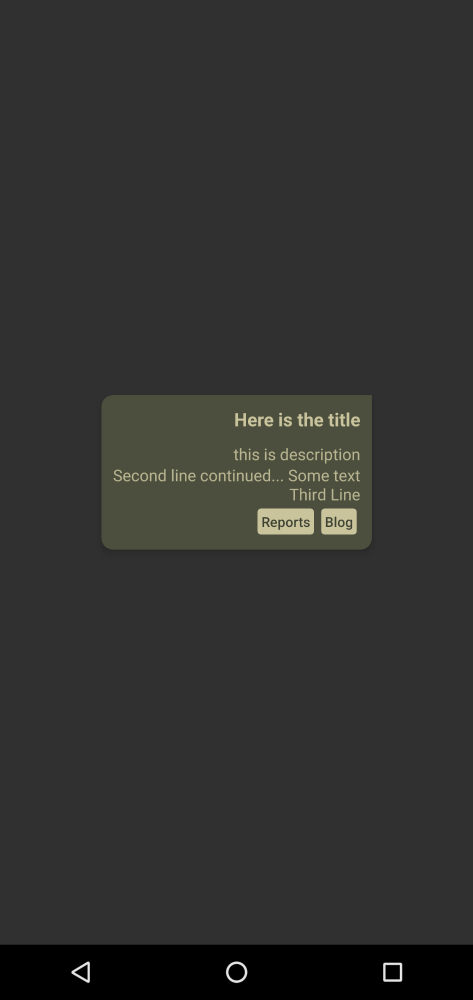 Here is the title
this is description
Second line continued... Some text
Third Line
Reports Blog